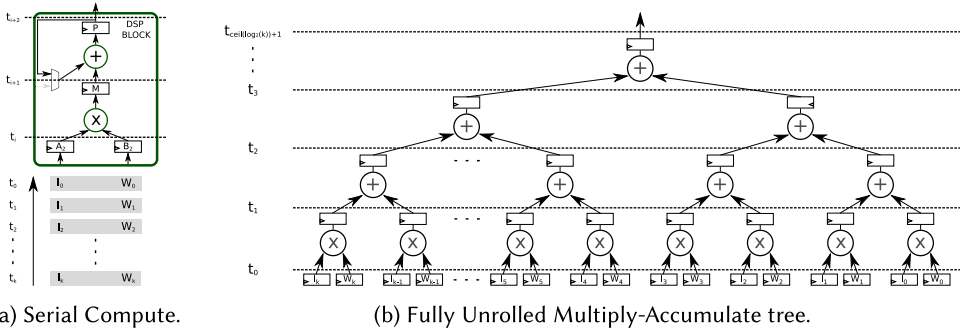 t_{i+2}
P
DSP
BLOCK
+
t_{i+1}
M
X
t_i
A_2 B_2
t_0 I_0 W_0
t_1 I_1 W_1
t_2 I_2 W_2
t_k I_k W_k
a) Serial Compute.
t_{ceil(log_2(k))+1}
+
t_3
+ +
t_2
- - -
+ + + +
t_1
- - -
X X X X X X X X
t_0
I_k W_k I_{k-1} W_{k-1} - - - I_5 W_5 I_4 W_4 I_3 W_3 I_2 W_2 I_1 W_1 I_0 W_0
(b) Fully Unrolled Multiply-Accumulate tree.